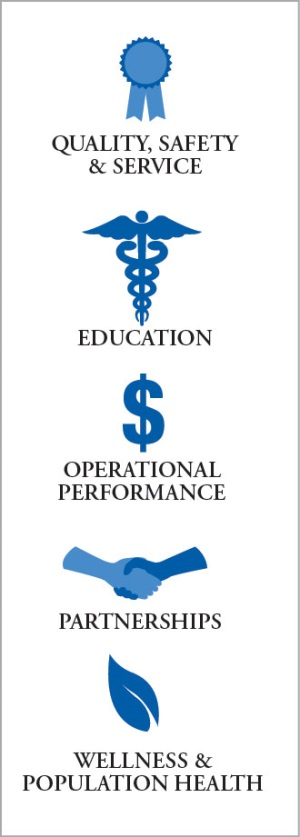 QUALITY, SAFETY
& SERVICE
EDUCATION
$
OPERATIONAL
PERFORMANCE
PARTNERSHIPS
WELLNESS &
POPULATION HEALTH